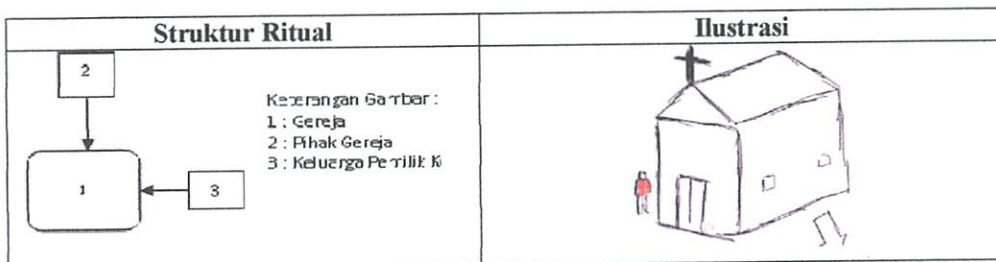 Struktur Ritual
Ilustrasi
2
Keterangan Gambar :
1 : Gereja
2 : Pihak Gereja
3 : Keluarga Pemilik
1
3